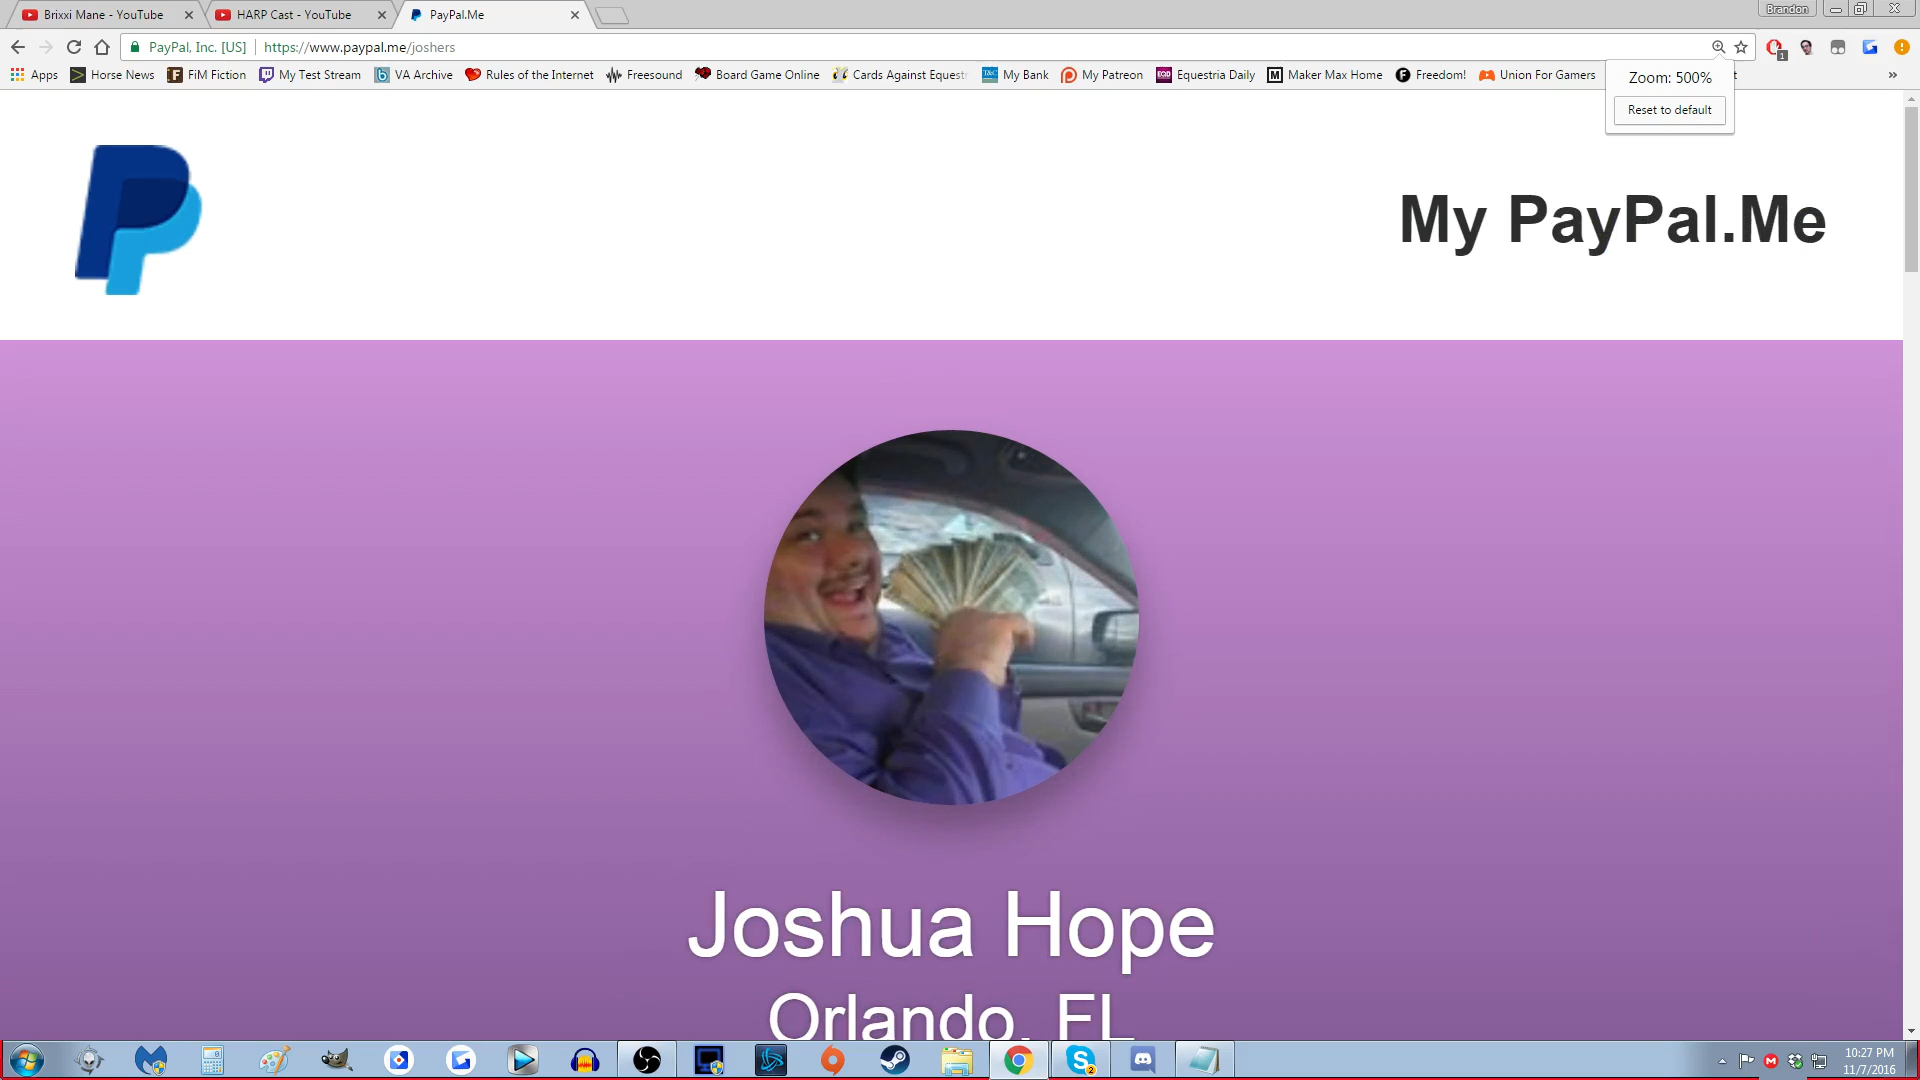 Brixxi Mane - YouTube
HARP Cast - YouTube
PayPal.Me
Brandon
PayPal, Inc. [US]
https://www.paypal.me/joshers
1
Apps
Horse News
FiM Fiction
My Test Stream
VA Archive
Rules of the Internet
Freesound
Board Game Online
Cards Against Equest
My Bank
My Patreon
Equestria Daily
Maker Max Home
Freedom!
Union For Gamers
Zoom: 500%
Reset to default
My PayPal.Me
Joshua Hope
Orlando, FL
2
10:27 PM
11/7/2016